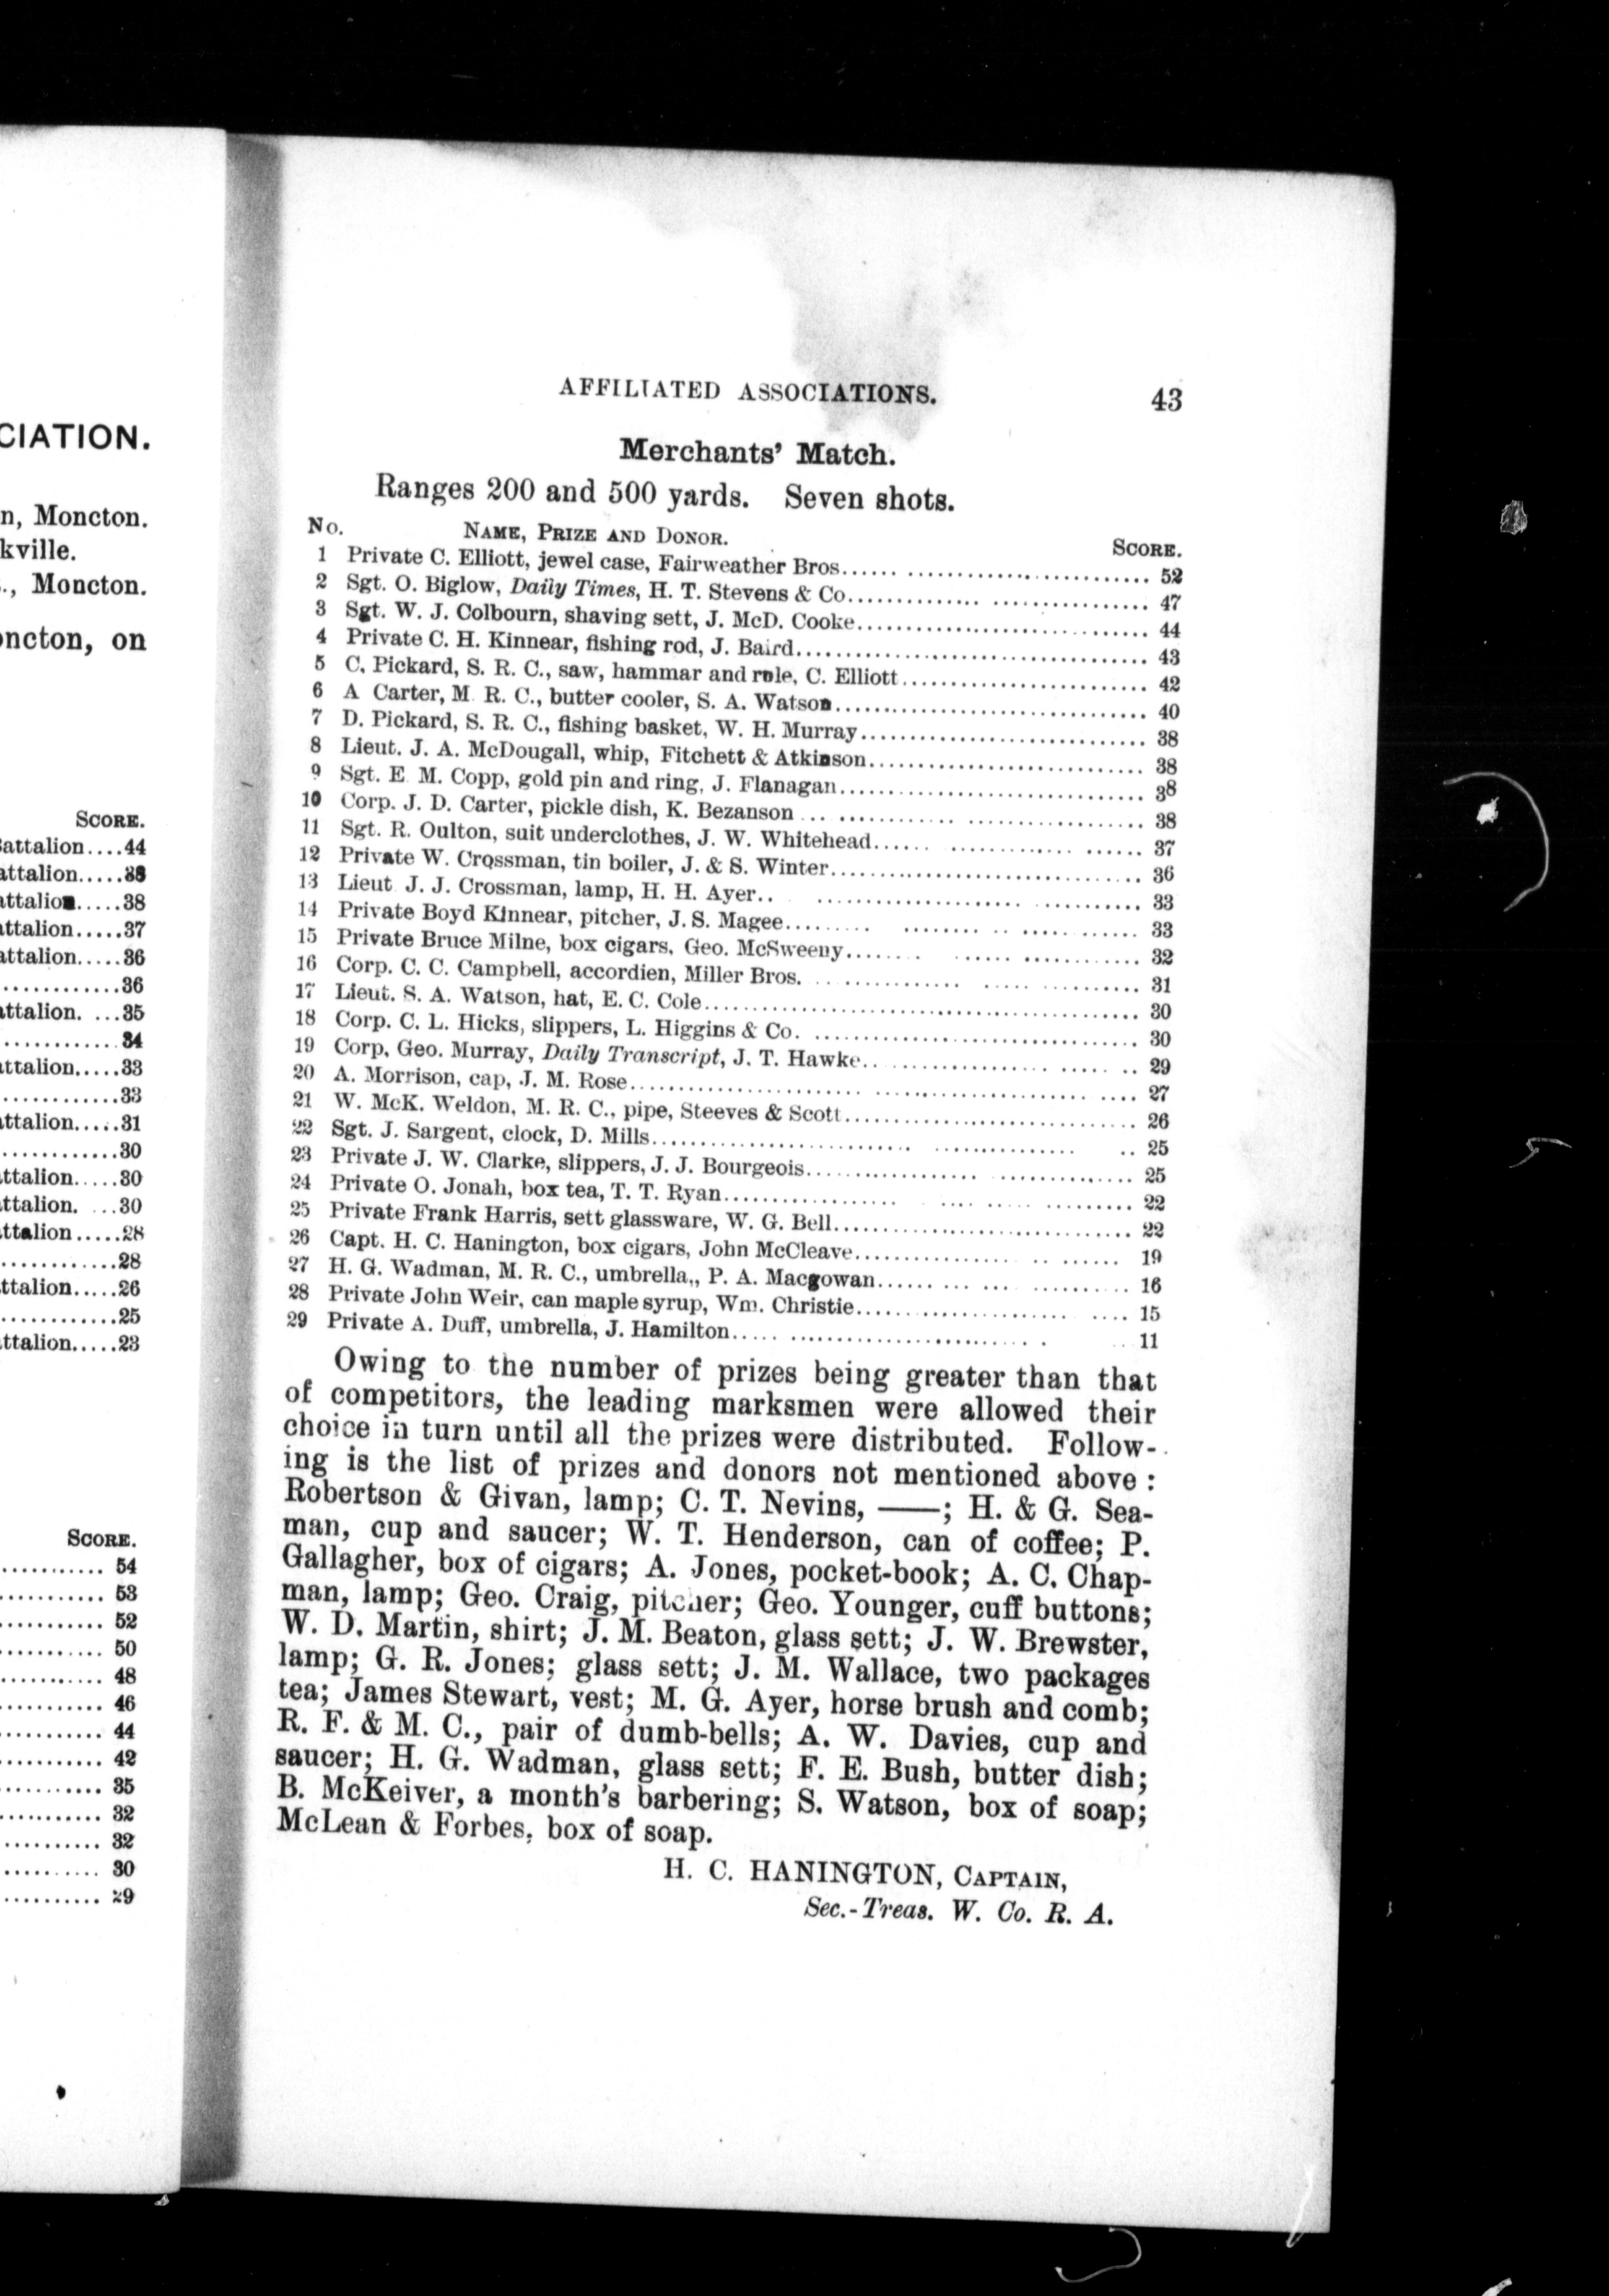 CIATION.
n, Moncton.
kville.
., Moncton.
oncton, on
SCORE.
Battalion....44
attalion.....38
attalion.....38
attalion.....37
attalion.....36
............36
attalion. ...35
............34
attalion.....33
............33
attalion.....31
............30
attalion.....30
attalion. ...30
attalion.....28
............28
attalion.....26
............25
attalion.....23
SCORE.
........... 54
........... 53
........... 52
........... 50
........... 48
........... 46
........... 44
........... 42
........... 35
........... 32
........... 32
........... 30
........... 29
AFFILIATED ASSOCIATIONS. 43
Merchants' Match.
Ranges 200 and 500 yards. Seven shots.
No. NAME, PRIZE AND DONOR. SCORE.
1 Private C. Elliott, jewel case, Fairweather Bros.............................. 52
2 Sgt. O. Biglow, Daily Times, H. T. Stevens & Co.............................. 47
3 Sgt. W. J. Colbourn, shaving sett, J. McD. Cooke.............................. 44
4 Private C. H. Kinnear, fishing rod, J. Baird.............................. 43
5 C. Pickard, S. R. C., saw, hammar and rule, C. Elliott.............................. 42
6 A Carter, M. R. C., butter cooler, S. A. Watson.............................. 40
7 D. Pickard, S. R. C., fishing basket, W. H. Murray.............................. 38
8 Lieut. J. A. McDougall, whip, Fitchett & Atkinson.............................. 38
9 Sgt. E. M. Copp, gold pin and ring, J. Flanagan.............................. 38
10 Corp. J. D. Carter, pickle dish, K. Bezanson .............................. 38
11 Sgt. R. Oulton, suit underclothes, J. W. Whitehead.............................. 37
12 Private W. Crossman, tin boiler, J. & S. Winter.............................. 36
13 Lieut. J. J. Crossman, lamp, H. H. Ayer.............................. 33
14 Private Boyd Kinnear, pitcher, J. S. Magee.............................. 33
15 Private Bruce Milne, box cigars, Geo. McSweeny.............................. 32
16 Corp. C. C. Campbell, accordien, Miller Bros.............................. 31
17 Lieut. S. A. Watson, hat, E. C. Cole.............................. 30
18 Corp. C. L. Hicks, slippers, L. Higgins & Co.............................. 30
19 Corp. Geo. Murray, Daily Transcript, J. T. Hawke.............................. 29
20 A. Morrison, cap, J. M. Rose.............................. 27
21 W. McK. Weldon, M. R. C., pipe, Steeves & Scott.............................. 26
22 Sgt. J. Sargent, clock, D. Mills.............................. 25
23 Private J. W. Clarke, slippers, J. J. Bourgeois.............................. 25
24 Private O. Jonah, box tea, T. T. Ryan.............................. 22
25 Private Frank Harris, sett glassware, W. G. Bell.............................. 22
26 Capt. H. C. Hanington, box cigars, John McCleave.............................. 19
27 H. G. Wadman, M. R. C., umbrella,, P. A. Macgowan.............................. 16
28 Private John Weir, can maple syrup, Wm. Christie.............................. 15
29 Private A. Duff, umbrella, J. Hamilton.............................. 11
Owing to the number of prizes being greater than that
of competitors, the leading marksmen were allowed their
choice in turn until all the prizes were distributed. Follow-
ing is the list of prizes and donors not mentioned above :
Robertson & Givan, lamp; C. T. Nevins, ——; H. & G. Sea-
man, cup and saucer; W. T. Henderson, can of coffee; P.
Gallagher, box of cigars; A. Jones, pocket-book; A. C. Chap-
man, lamp; Geo. Craig, pitcher; Geo. Younger, cuff buttons;
W. D. Martin, shirt; J. M. Beaton, glass sett; J. W. Brewster,
lamp; G. R. Jones; glass sett; J. M. Wallace, two packages
tea; James Stewart, vest; M. G. Ayer, horse brush and comb;
R. F. & M. C., pair of dumb-bells; A. W. Davies, cup and
saucer; H. G. Wadman, glass sett; F. E. Bush, butter dish;
B. McKeiver, a month's barbering; S. Watson, box of soap;
McLean & Forbes, box of soap.
H. C. HANINGTON, CAPTAIN,
Sec.-Treas. W. Co. R. A.